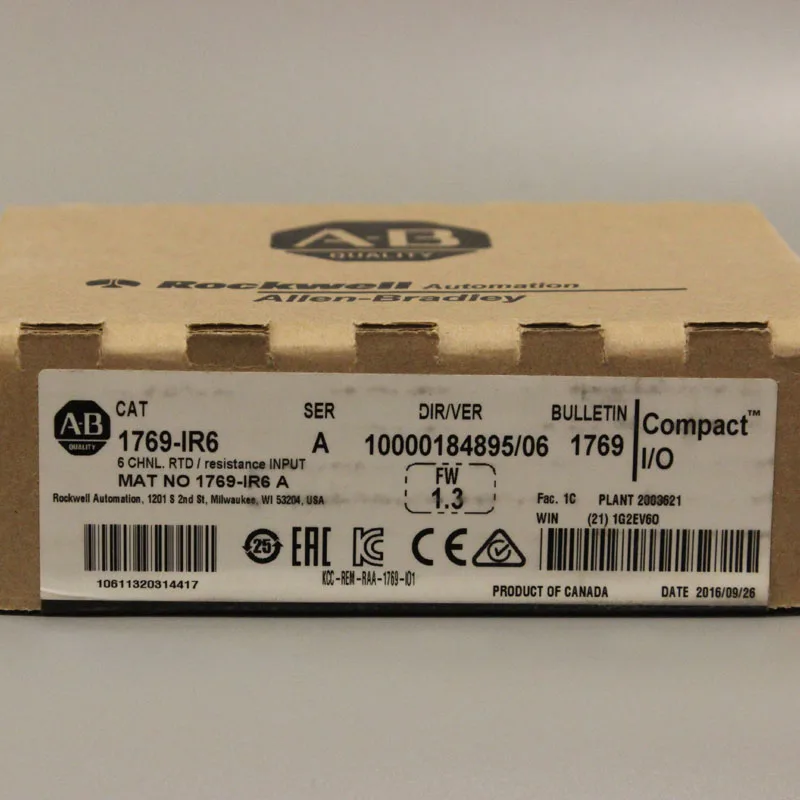 A-B
QUALITY
Rockwell Automation
Allen-Bradley
A-B
QUALITY
CAT
1769-IR6
6 CHNL. RTD / resistance INPUT
MAT NO 1769-IR6 A
Rockwell Automation, 1201 S 2nd St, Milwaukee, WI 53204, USA
SER
A
DIR/VER
10000184895/06
FW
1.3
BULLETIN
1769
Compact™
I/O
Fac. 1C PLANT 2003621
WIN (21) 1G2EV60
10611320314417
25
EAC
KC
KCC-REM-RAA-1769-I01
CE
PRODUCT OF CANADA
DATE 2016/09/26